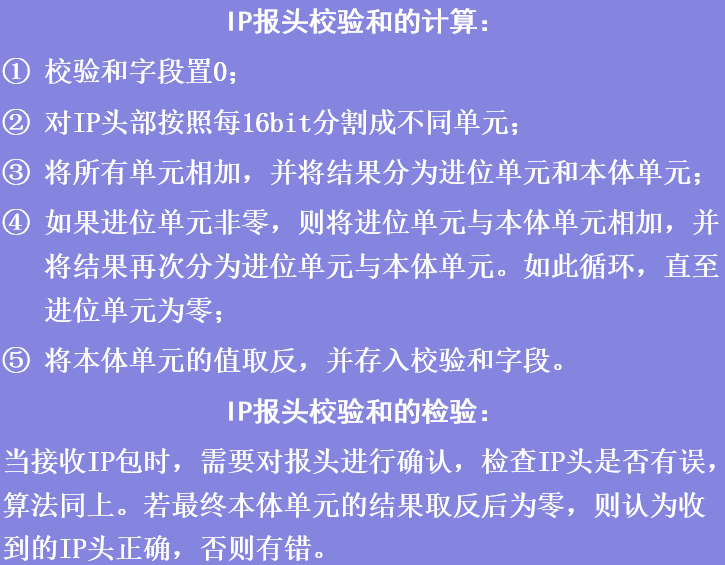 IP报头校验和的计算：
① 校验和字段置0；
② 对IP头部按照每16bit分割成不同单元；
③ 将所有单元相加，并将结果分为进位单元和本体单元；
④ 如果进位单元非零，则将进位单元与本体单元相加，并
将结果再次分为进位单元与本体单元。如此循环，直至
进位单元为零；
⑤ 将本体单元的值取反，并存入校验和字段。
IP报头校验和的检验：
当接收IP包时，需要对报头进行确认，检查IP头是否有误，
算法同上。若最终本体单元的结果取反后为零，则认为收
到的IP头正确，否则有错。